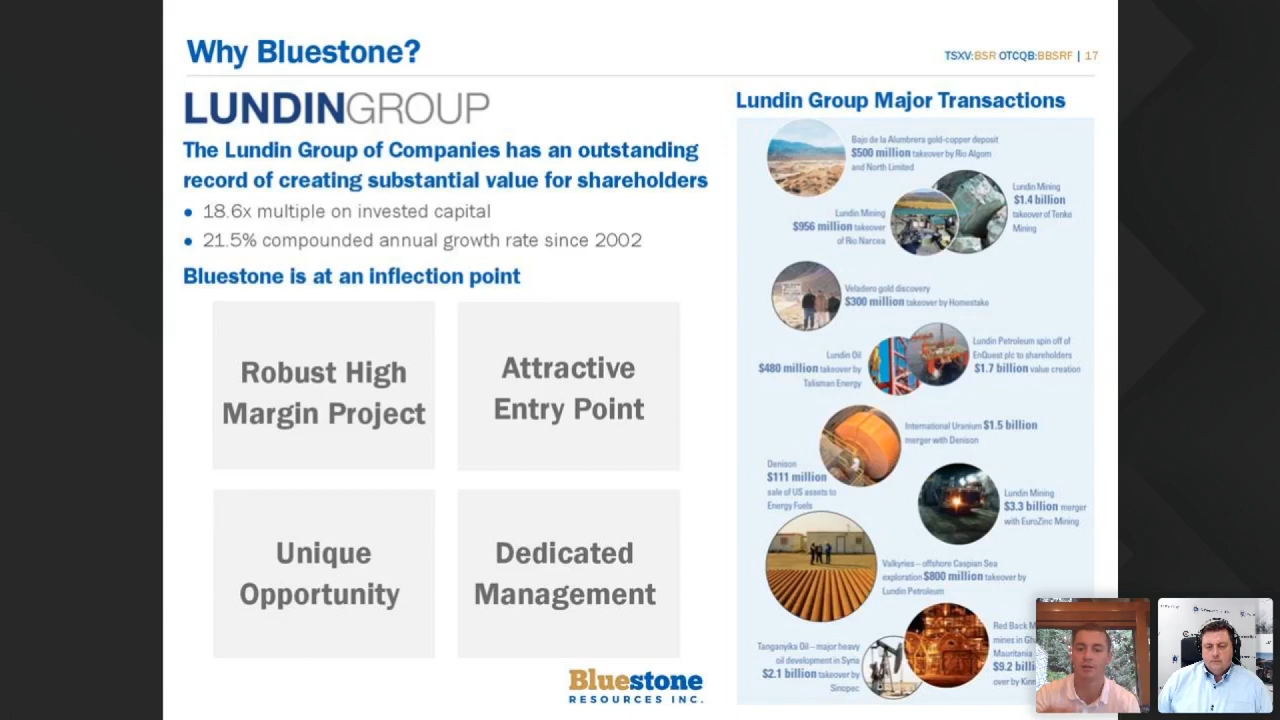 Why Bluestone?
TSXV:BSR OTCQB:BBSRF | 17
LUNDINGROUP
The Lundin Group of Companies has an outstanding
record of creating substantial value for shareholders
• 18.6x multiple on invested capital
• 21.5% compounded annual growth rate since 2002
Bluestone is at an inflection point
Robust High
Margin Project
Attractive
Entry Point
Unique
Opportunity
Dedicated
Management
Bluestone
RESOURCES INC.
Lundin Group Major Transactions
Bajo de la Alumbrera gold-copper deposit
$500 million takeover by Rio Algom
and North Limited
Lundin Mining
$1.4 billion
takeover of Tenke
Mining
Lundin Mining
$956 million takeover
of Rio Narcea
Veladero gold discovery
$300 million takeover by Homestake
Lundin Petroleum spin off of
EnQuest plc to shareholders
$1.7 billion value creation
Lundin Oil
$480 million takeover by
Talisman Energy
International Uranium $1.5 billion
merger with Denison
Denison
$111 million
sale of US assets to
Energy Fuels
Lundin Mining
$3.3 billion merger
with EuroZinc Mining
Valkyries – offshore Caspian Sea
exploration $800 million takeover by
Lundin Petroleum
Red Back M
mines in Gh
Mauritania
$9.2 billi
over by Kin
Tanganyika Oil – major heavy
oil development in Syria
$2.1 billion takeover by
Sinopec